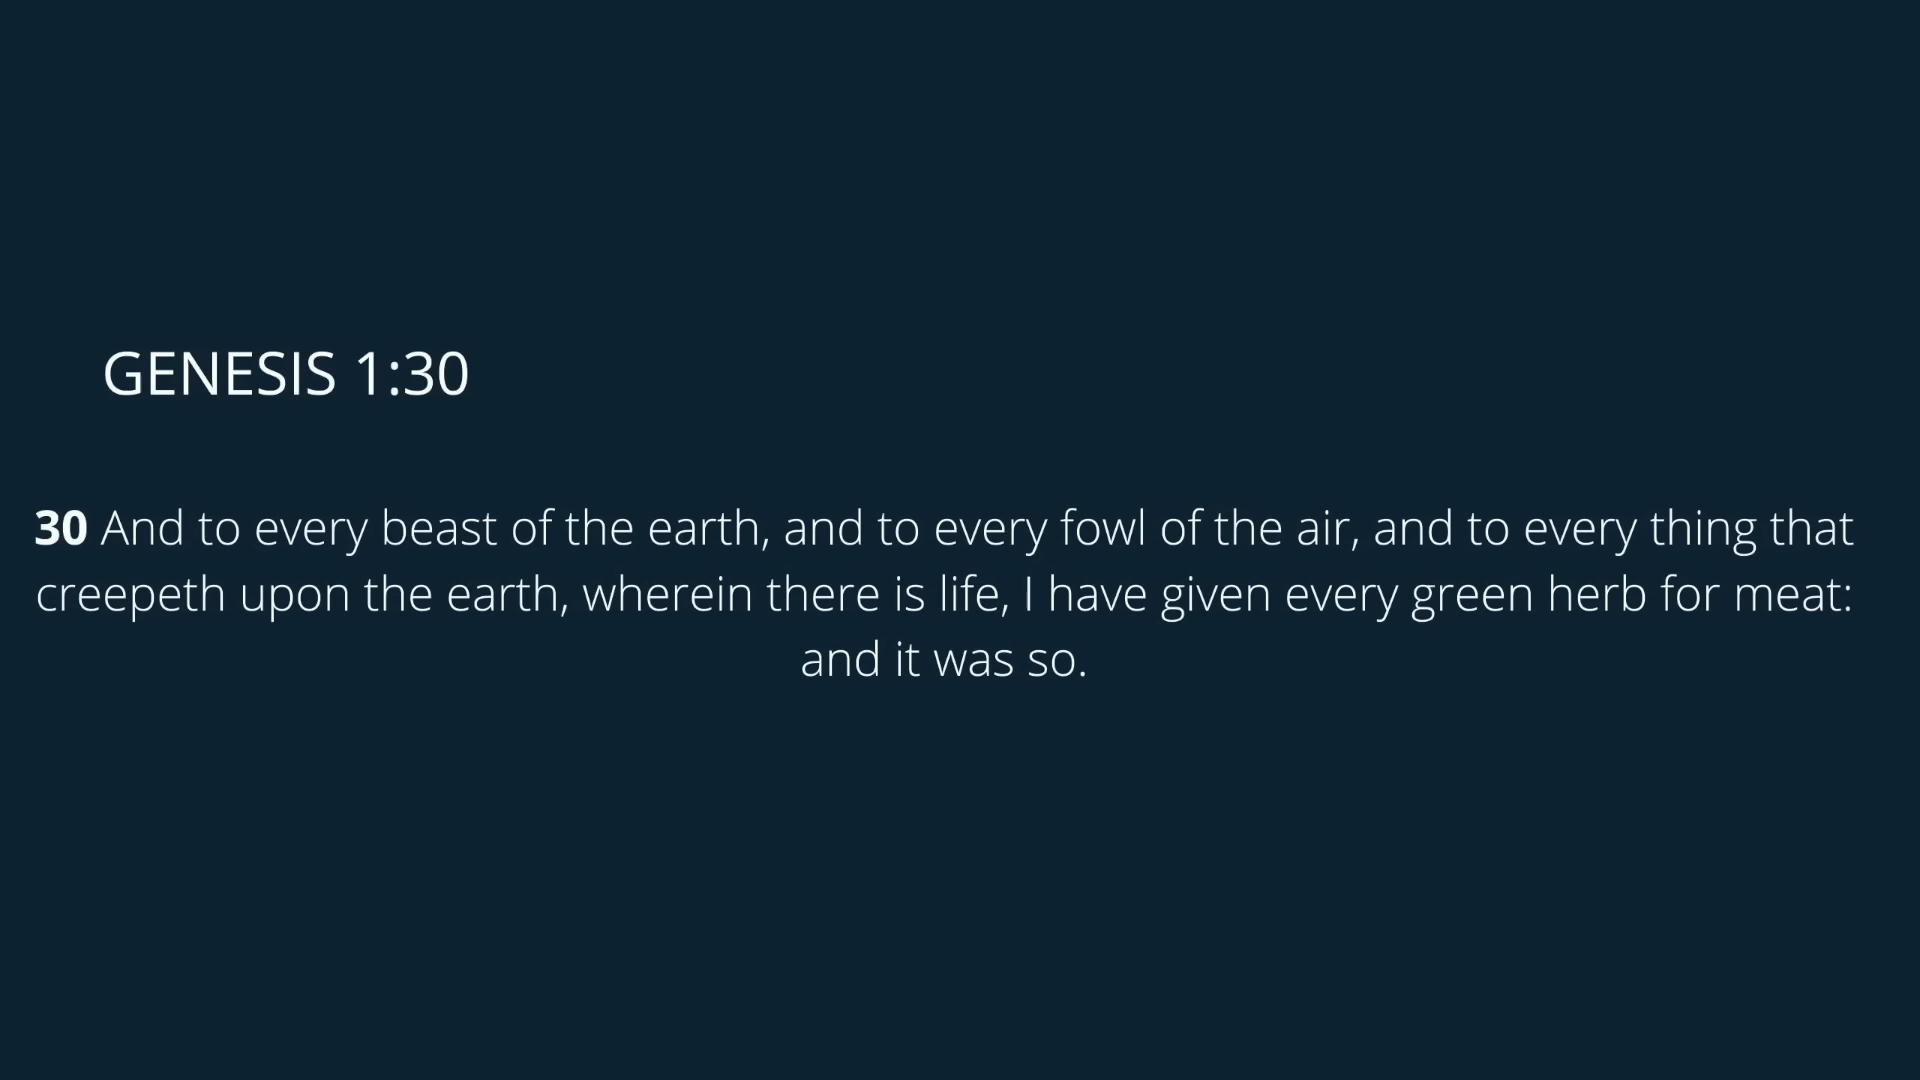 GENESIS 1:30
30 And to every beast of the earth, and to every fowl of the air, and to every thing that
creepeth upon the earth, wherein there is life, I have given every green herb for meat:
and it was so.